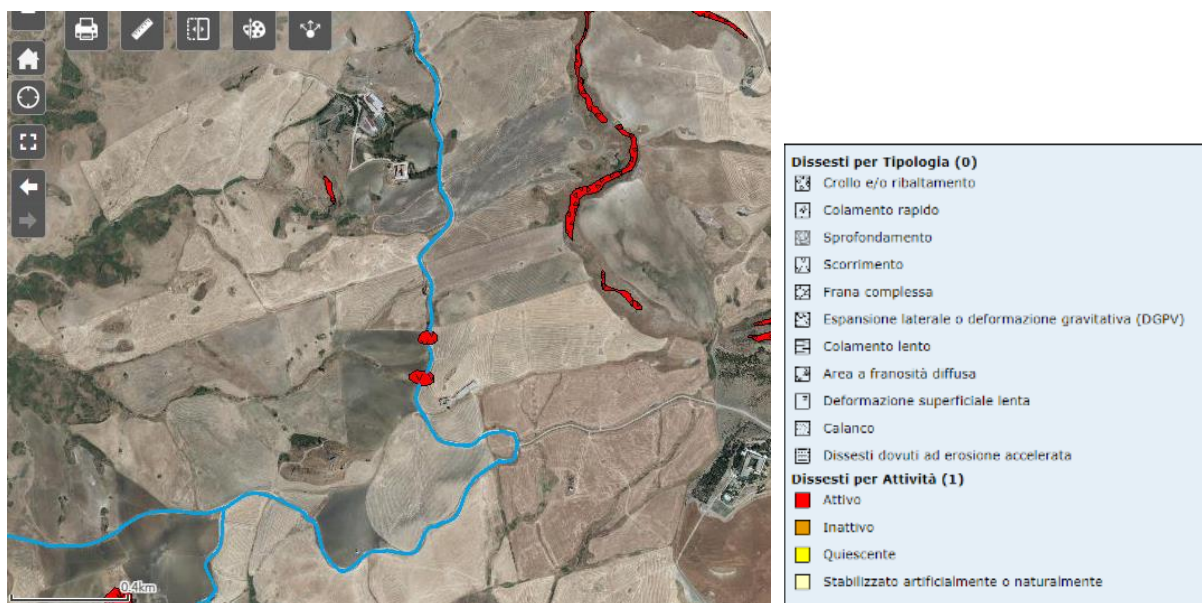 0.4km
Dissesti per Tipologia (0)
Crollo e/o ribaltamento
Colamento rapido
Sprofondamento
Scorrimento
Frana complessa
Espansione laterale o deformazione gravitativa (DGPV)
Colamento lento
Area a franosità diffusa
Deformazione superficiale lenta
Calanco
Dissesti dovuti ad erosione accelerata
Dissesti per Attività (1)
Attivo
Inattivo
Quiescente
Stabilizzato artificialmente o naturalmente